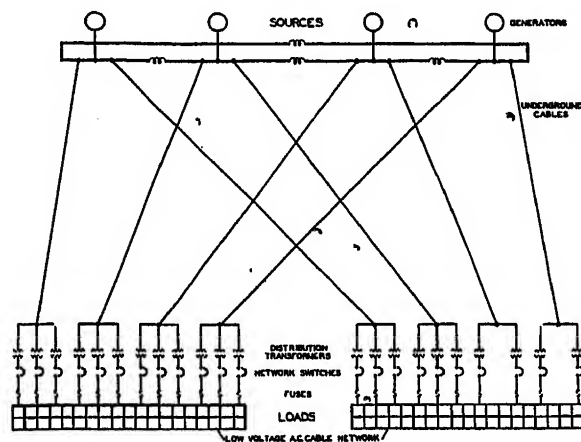 SOURCES
GENERATORS
UNDERGROUND
CABLES
DISTRIBUTION
TRANSFORMERS
NETWORK SWITCHES
FUSES
LOADS
LOW VOLTAGE A.C. CABLE NETWORK